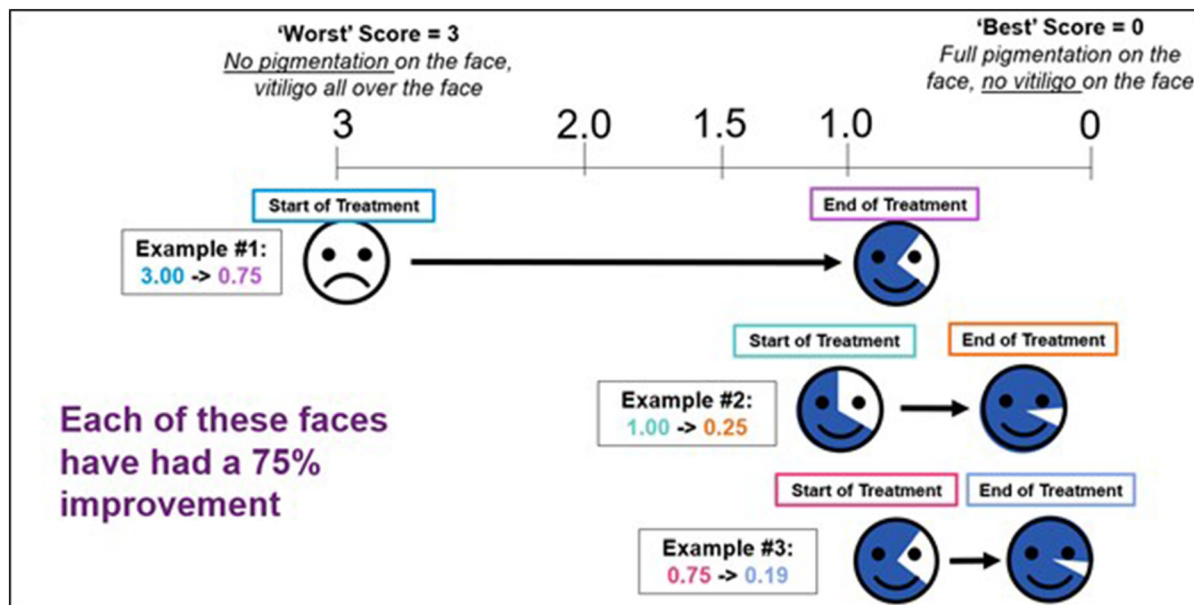 'Worst' Score = 3
No pigmentation on the face,
vitiligo all over the face
'Best' Score = 0
Full pigmentation on the
face, no vitiligo on the face
3
2.0
1.5
1.0
0
Start of Treatment
End of Treatment
Example #1:
3.00 -> 0.75
Start of Treatment
End of Treatment
Example #2:
1.00 -> 0.25
Each of these faces
have had a 75%
improvement
Start of Treatment
End of Treatment
Example #3:
0.75 -> 0.19